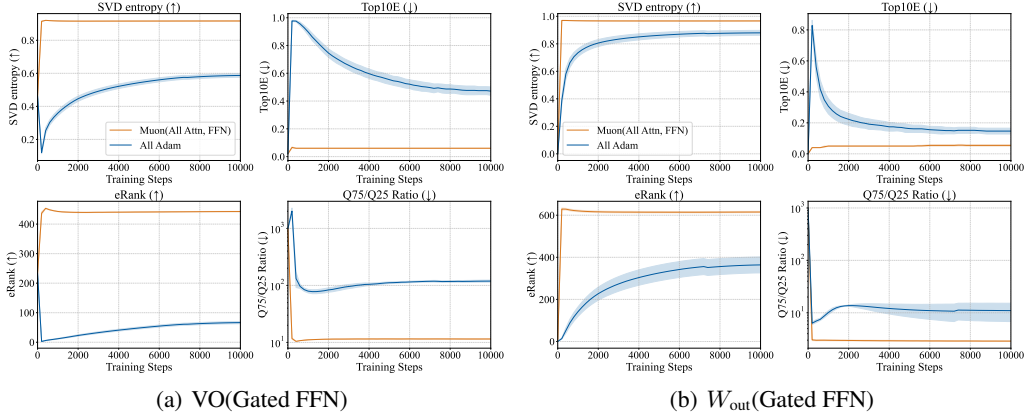 SVD entropy (↑)
SVD entropy (↑)
0.8
0.6
0.4
0.2
0 2000 4000 6000 8000 10000
Training Steps
Muon(All Attn, FFN)
All Adam
Top10E (↓)
Top10E (↓)
1.0
0.8
0.6
0.4
0.2
0.0
0 2000 4000 6000 8000 10000
Training Steps
eRank (↑)
eRank (↑)
400
300
200
100
0
0 2000 4000 6000 8000 10000
Training Steps
Q75/Q25 Ratio (↓)
Q75/Q25 Ratio (↓)
10³
10²
10¹
0 2000 4000 6000 8000 10000
Training Steps
(a) VO(Gated FFN)
SVD entropy (↑)
SVD entropy (↑)
1.0
0.8
0.6
0.4
0.2
0.0
0 2000 4000 6000 8000 10000
Training Steps
Muon(All Attn, FFN)
All Adam
Top10E (↓)
Top10E (↓)
0.8
0.6
0.4
0.2
0.0
0 2000 4000 6000 8000 10000
Training Steps
eRank (↑)
eRank (↑)
600
400
200
0
0 2000 4000 6000 8000 10000
Training Steps
Q75/Q25 Ratio (↓)
Q75/Q25 Ratio (↓)
10³
10²
10¹
0 2000 4000 6000 8000 10000
Training Steps
(b) W_out(Gated FFN)